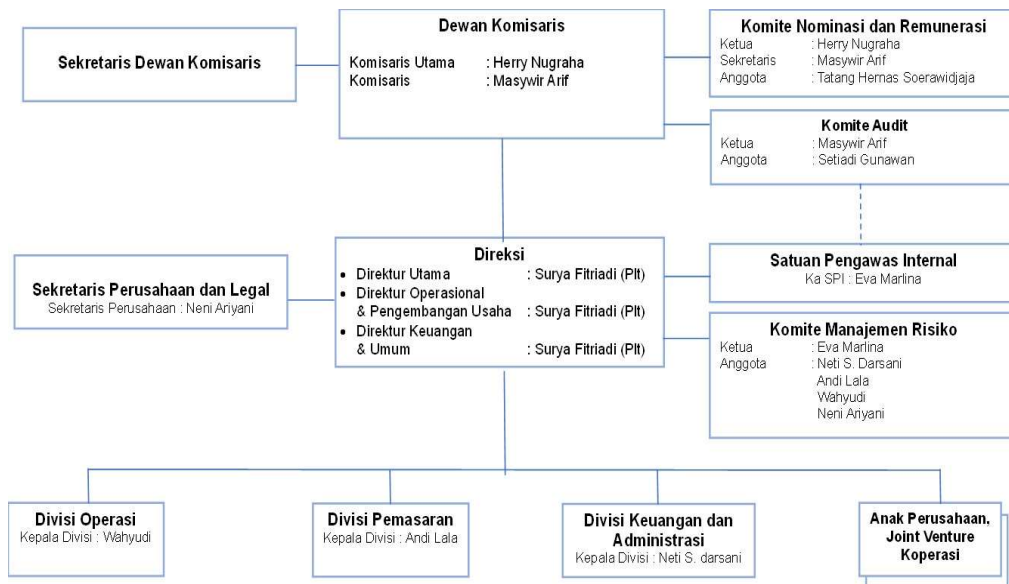 Dewan Komisaris
Komisaris Utama : Herry Nugraha
Komisaris : Masywir Arif
Sekretaris Dewan Komisaris
Komite Nominasi dan Remunerasi
Ketua : Herry Nugraha
Sekretaris : Masywir Arif
Anggota : Tatang Hernas Soerawidjaja
Komite Audit
Ketua : Masywir Arif
Anggota : Setiadi Gunawan
Direksi
• Direktur Utama : Surya Fitriadi (Plt)
• Direktur Operasional
& Pengembangan Usaha : Surya Fitriadi (Plt)
• Direktur Keuangan
& Umum : Surya Fitriadi (Plt)
Sekretaris Perusahaan dan Legal
Sekretaris Perusahaan : Neni Ariyani
Satuan Pengawas Internal
Ka SPI : Eva Marlina
Komite Manajemen Risiko
Ketua : Eva Marlina
Anggota : Neti S. Darsani
Andi Lala
Wahyudi
Neni Ariyani
Divisi Operasi
Kepala Divisi : Wahyudi
Divisi Pemasaran
Kepala Divisi : Andi Lala
Divisi Keuangan dan
Administrasi
Kepala Divisi : Neti S. darsani
Anak Perusahaan,
Joint Venture
Koperasi